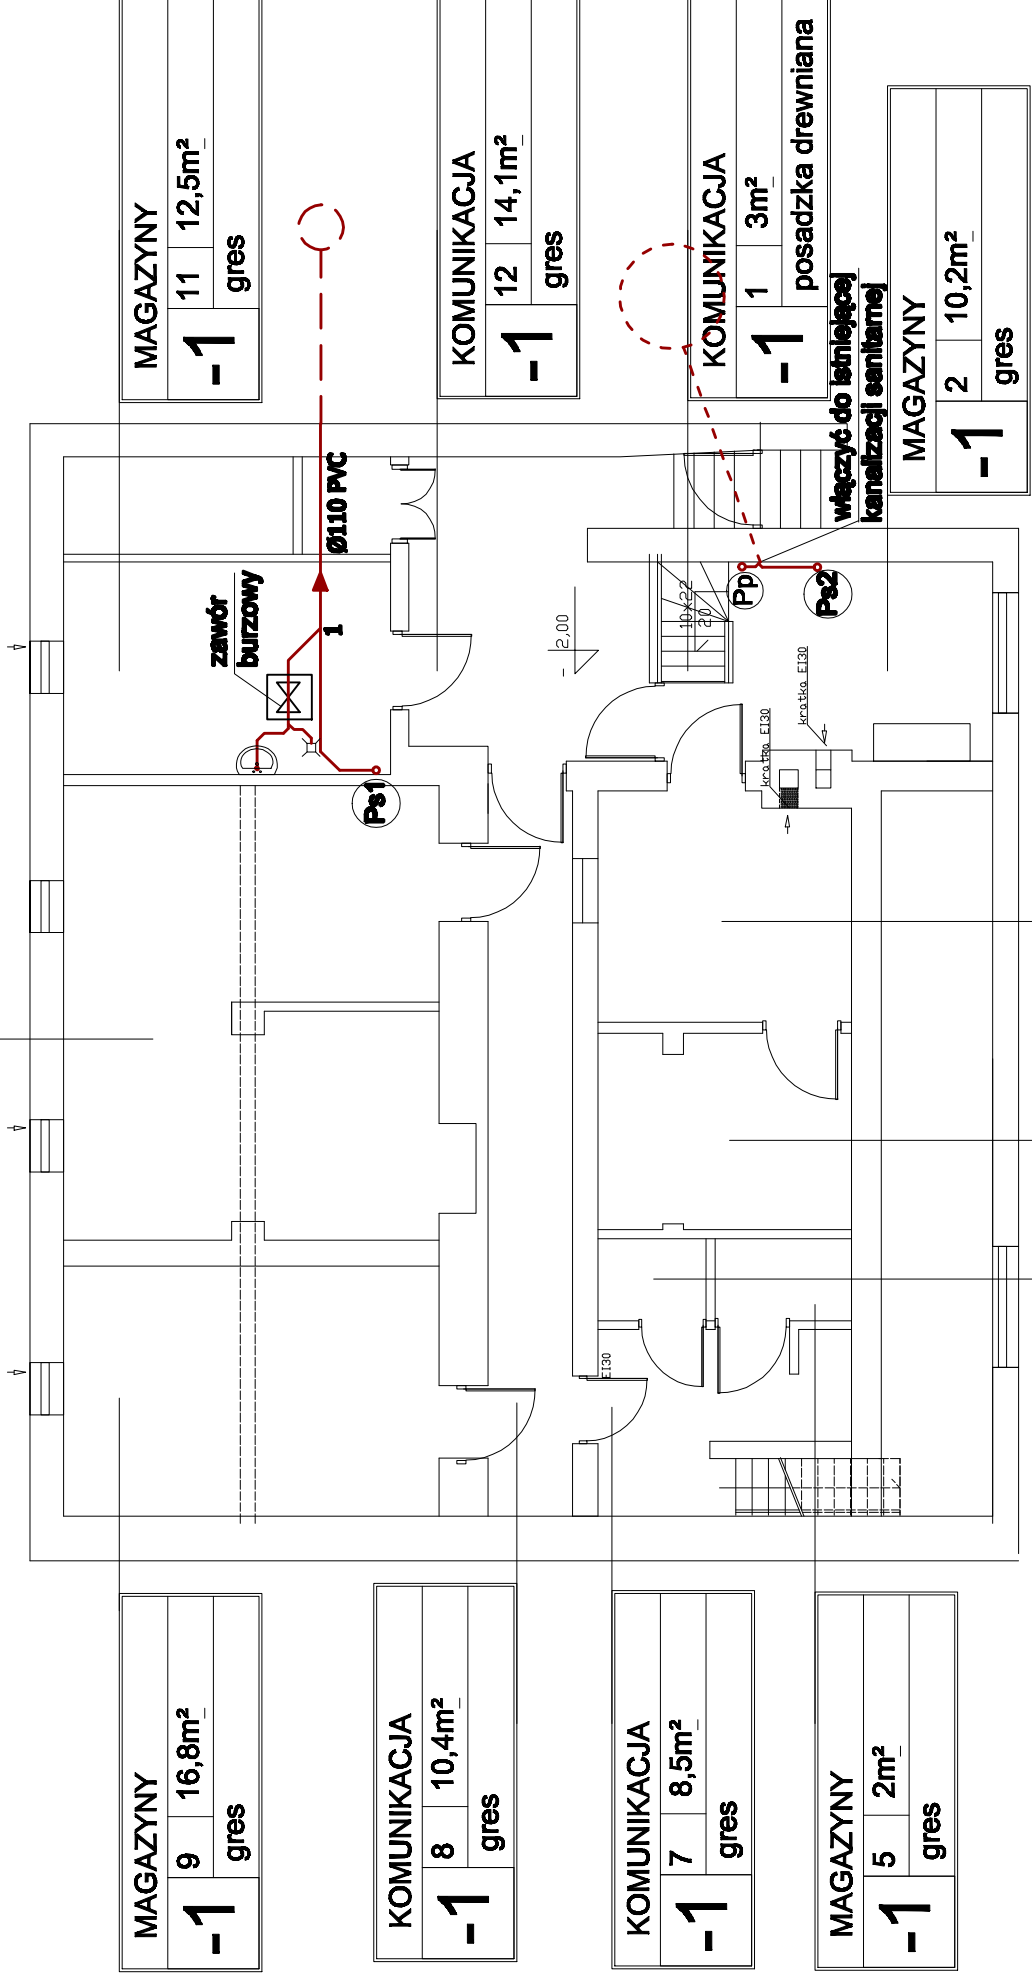 MAGAZYNY
-1
11
12,5m²
gres
KOMUNIKACJA
-1
12
14,1m²
gres
KOMUNIKACJA
-1
1
3m²
posadzka drewniana
MAGAZYNY
-1
2
10,2m²
gres
włączyć do istniejącej
kanalizacji sanitarnej
Ø110 PVC
zawór
burzowy
1
Ps1
- 2,00
10X22
20
Pp
Ps2
kratka EI30
kratka EI30
EI30
MAGAZYNY
-1
9
16,8m²
gres
KOMUNIKACJA
-1
8
10,4m²
gres
KOMUNIKACJA
-1
7
8,5m²
gres
MAGAZYNY
-1
5
2m²
gres